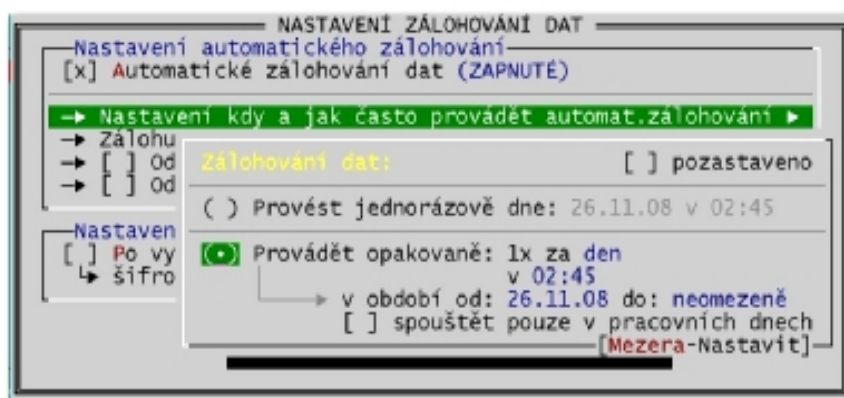 NASTAVENÍ ZÁLOHOVÁNÍ DAT
Nastavení automatického zálohování
[x] Automatické zálohování dat (ZAPNUTÉ)
→ Nastavení kdy a jak často provádět automat.zálohování ►
→ Zálohu
→ [ ] Od
→ [ ] Od
Zálohování dat: [ ] pozastaveno
( ) Provést jednorázově dne: 26.11.08 v 02:45
(•) Provádět opakovaně: 1x za den
v 02:45
v období od: 26.11.08 do: neomezeně
[ ] spouštět pouze v pracovních dnech
[Mezera-Nastavit]
Nastaven
[ ] Po vy
šifro